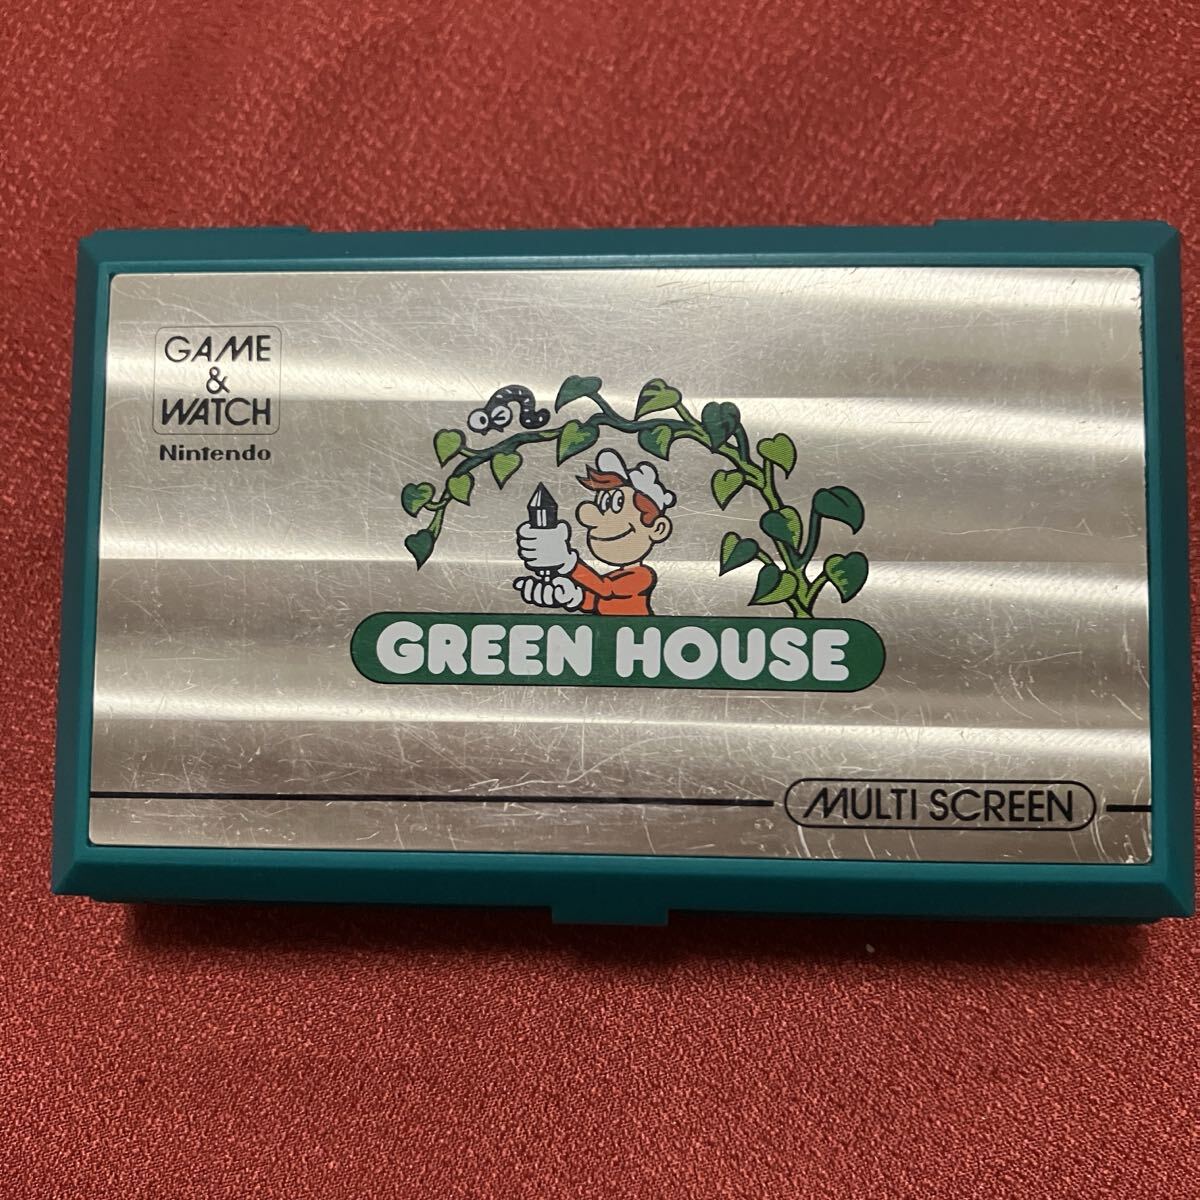 GAME
&
WATCH
Nintendo
GREEN HOUSE
MULTI SCREEN